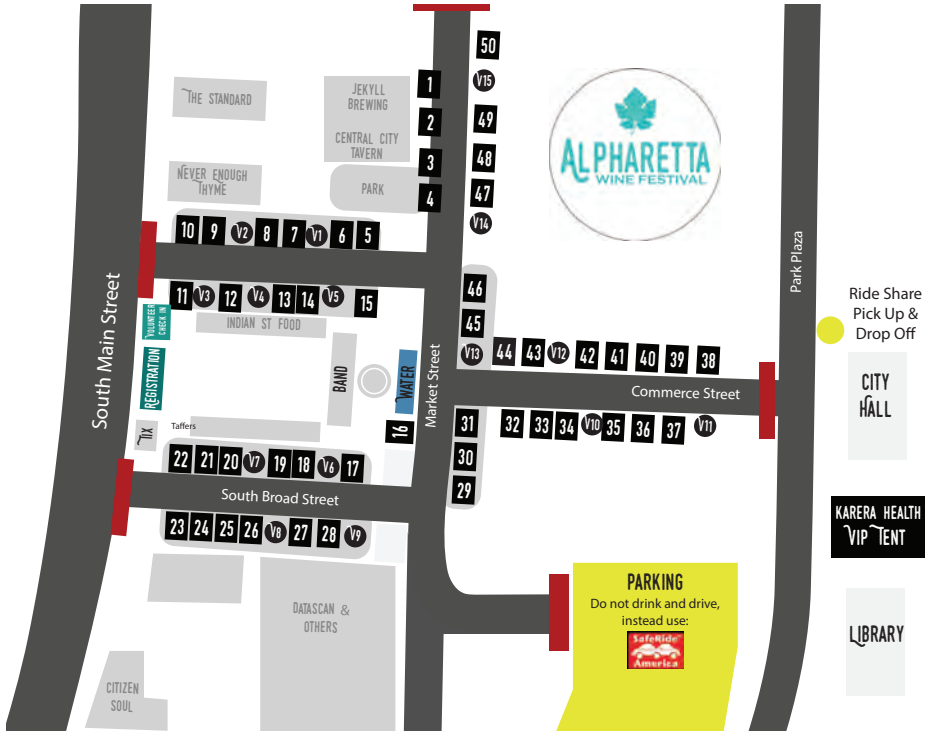 50
V15
49
48
47
V14
1
2
3
4
THE STANDARD
JEKYLL
BREWING
CENTRAL CITY
TAVERN
NEVER ENOUGH
THYME
PARK
ALPHARETTA
WINE FESTIVAL
10 9 V2 8 7 V1 6 5
11 V3 12 V4 13 14 V5 15
INDIAN ST FOOD
South Main Street
VOLUNTEER
CHECK IN
REGISTRATION
TIX
BAND
WATER
Market Street
16
Taffers
46
45
V13 44 43 V12 42 41 40 39 38
Commerce Street
31 32 33 34 V10 35 36 37 V11
30
29
22 21 20 V7 19 18 V6 17
South Broad Street
23 24 25 26 V8 27 28 V9
Park Plaza
Ride Share
Pick Up &
Drop Off
CITY
HALL
KARERA HEALTH
VIP TENT
LIBRARY
PARKING
Do not drink and drive,
instead use:
SafeRide
America
DATASCAN &
OTHERS
CITIZEN
SOUL